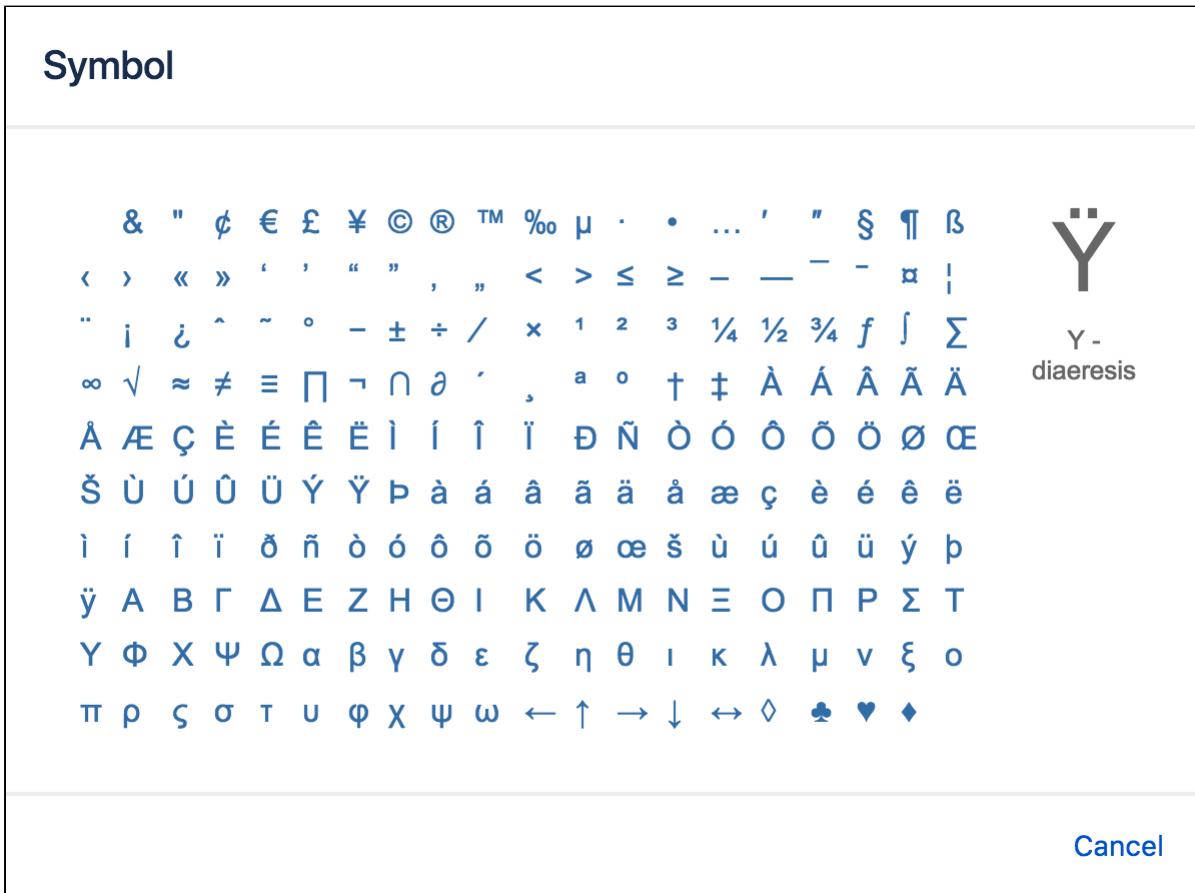 Symbol
& " ¢ € £ ¥ © ® ™ ‰ µ · • … ′ ″ § ¶ ß
‹ › « » ‘ ’ “ ” ‚ „ < > ≤ ≥ – — ¯ ‾ ¤ ¦
¨ ¡ ¿ ˆ ˜ ° − ± ÷ ⁄ × ¹ ² ³ ¼ ½ ¾ ƒ ∫ ∑
∞ √ ≈ ≠ ≡ ∏ ¬ ∩ ∂ ´ ¸ ª º † ‡ À Á Â Ã Ä
Å Æ Ç È É Ê Ë Ì Í Î Ï Ð Ñ Ò Ó Ô Õ Ö Ø Œ
Š Ù Ú Û Ü Ý Ÿ Þ à á â ã ä å æ ç è é ê ë
ì í î ï ð ñ ò ó ô õ ö ø œ š ù ú û ü ý þ
ÿ Α Β Γ Δ Ε Ζ Η Θ Ι Κ Λ Μ Ν Ξ Ο Π Ρ Σ Τ
Υ Φ Χ Ψ Ω α β γ δ ε ζ η θ ι κ λ μ ν ξ ο
π ρ ς σ τ υ φ χ ψ ω ← ↑ → ↓ ↔ ◊ ♣ ♥ ♦
Ÿ
Y -
diaeresis
Cancel